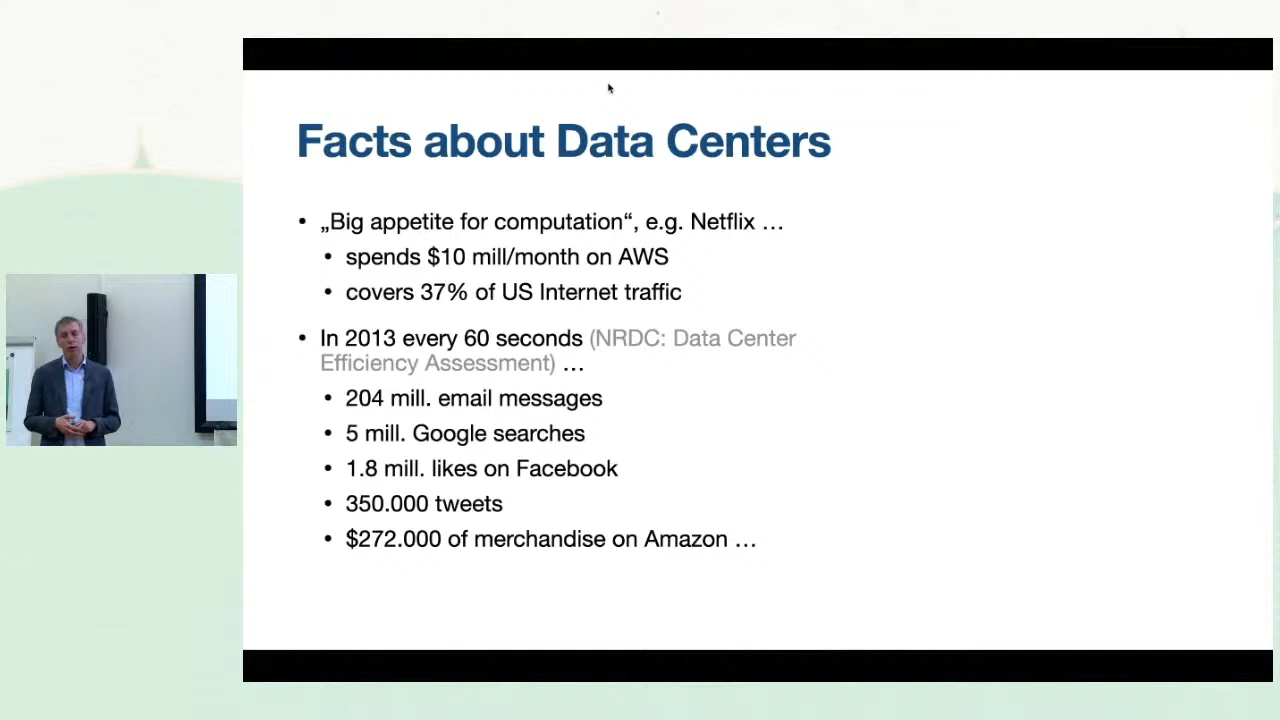 Facts about Data Centers
• „Big appetite for computation“, e.g. Netflix …
• spends $10 mill/month on AWS
• covers 37% of US Internet traffic
• In 2013 every 60 seconds (NRDC: Data Center
Efficiency Assessment) …
• 204 mill. email messages
• 5 mill. Google searches
• 1.8 mill. likes on Facebook
• 350.000 tweets
• $272.000 of merchandise on Amazon …